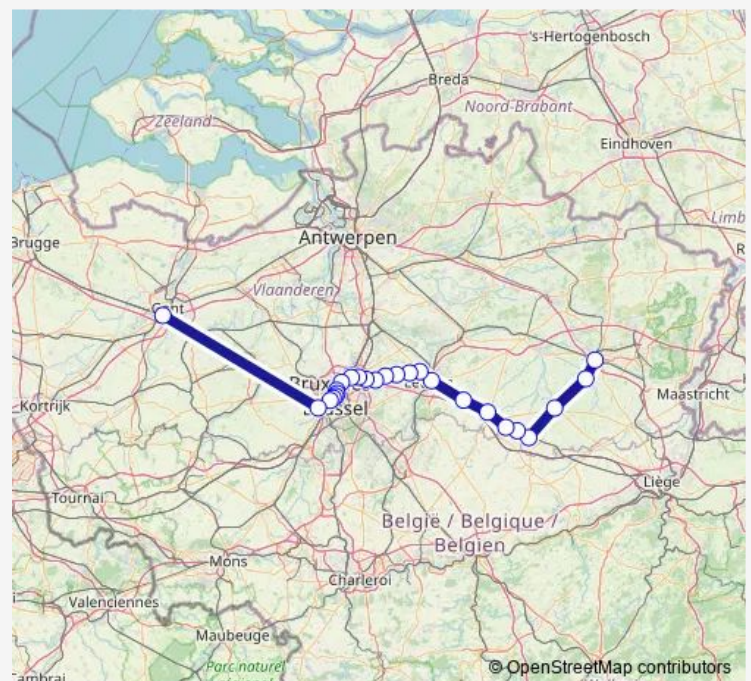 's-Hertogenbosch
Breda
Noord-Brabant
Zeeland
Eindhoven
Limb
Brugge
Antwerpen
Vlaanderen
Gent
Brux
Brussel
Maastricht
Kortrijk
Liège
Tournai
België / Belgique /
Belgien
Mons
Charleroi
Valenciennes
Maubeuge
Parc naturel
© OpenStreetMap contributors